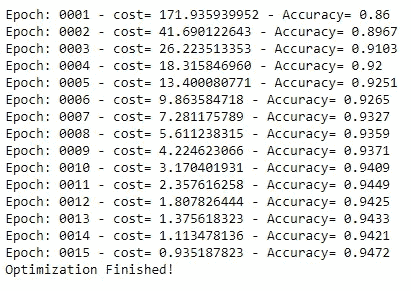 Epoch: 0001 - cost= 171.935939952 - Accuracy= 0.86
Epoch: 0002 - cost= 41.690122643 - Accuracy= 0.8967
Epoch: 0003 - cost= 26.223513353 - Accuracy= 0.9103
Epoch: 0004 - cost= 18.315846960 - Accuracy= 0.92
Epoch: 0005 - cost= 13.400080771 - Accuracy= 0.9251
Epoch: 0006 - cost= 9.863584718 - Accuracy= 0.9265
Epoch: 0007 - cost= 7.281175789 - Accuracy= 0.9327
Epoch: 0008 - cost= 5.611238315 - Accuracy= 0.9359
Epoch: 0009 - cost= 4.224623066 - Accuracy= 0.9371
Epoch: 0010 - cost= 3.170401931 - Accuracy= 0.9409
Epoch: 0011 - cost= 2.357616258 - Accuracy= 0.9449
Epoch: 0012 - cost= 1.807826444 - Accuracy= 0.9425
Epoch: 0013 - cost= 1.375618323 - Accuracy= 0.9433
Epoch: 0014 - cost= 1.113478136 - Accuracy= 0.9421
Epoch: 0015 - cost= 0.935187823 - Accuracy= 0.9472
Optimization Finished!